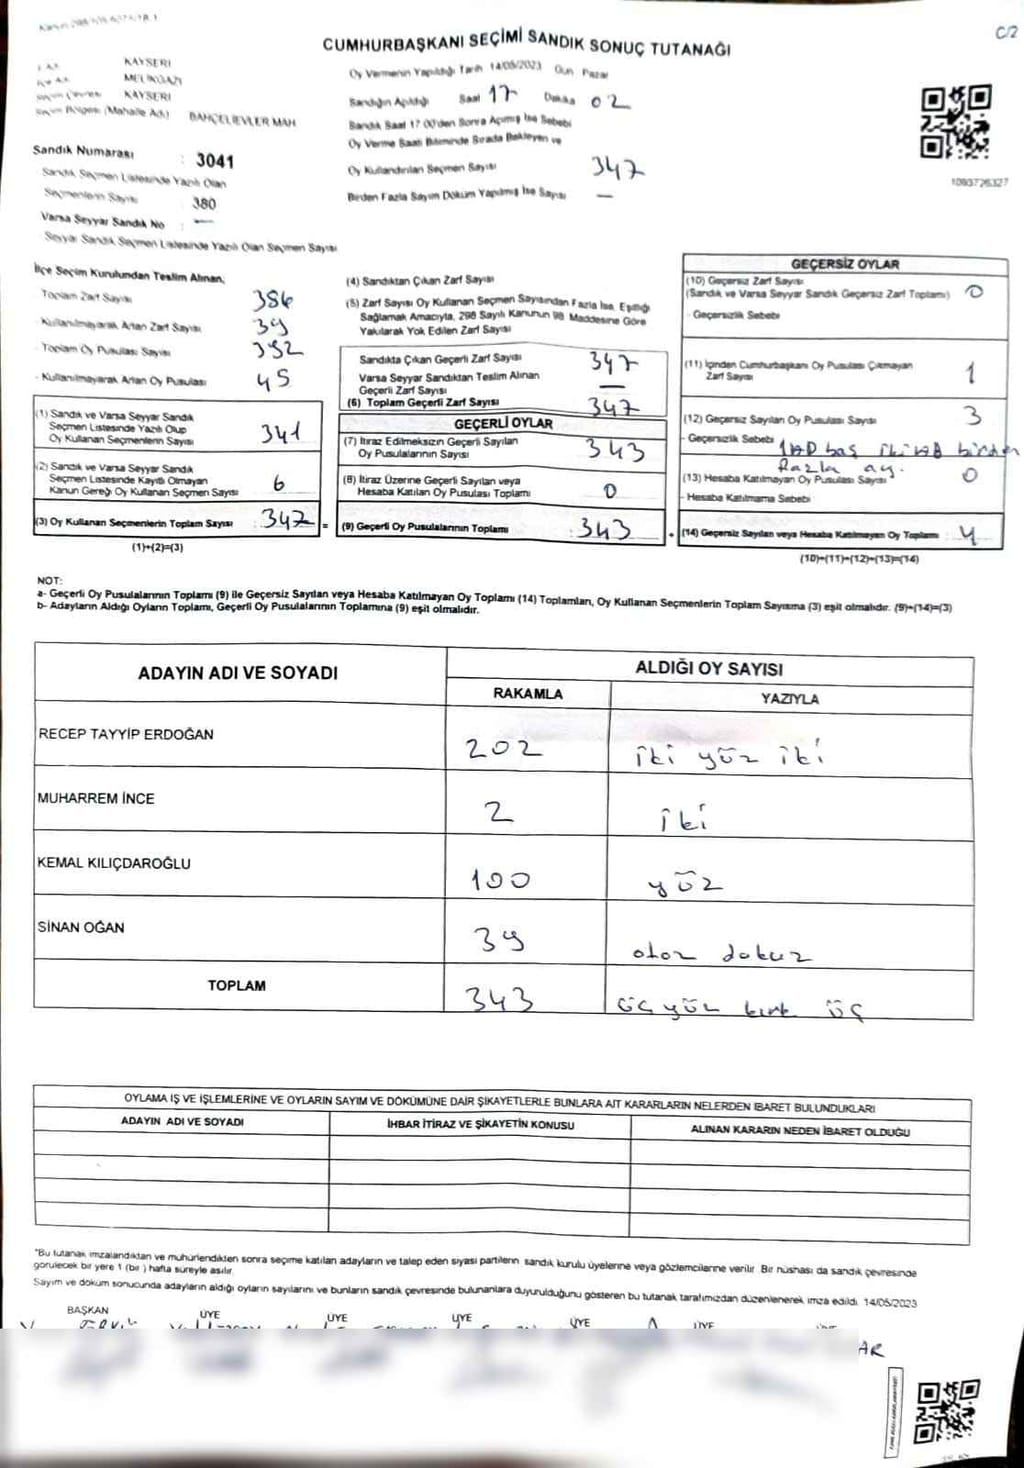 C/2
CUMHURBAŞKANI SEÇİMİ SANDIK SONUÇ TUTANAĞI
KAYSERİ
MELİKGAZİ
KAYSERİ
Seçim Bölgesi (Mahalle Adı) BAHÇELİEVLER MAH
Sandık Numarası : 3041
Sandık Seçmen Listesinde Yazılı Olan
Seçmenlerin Sayısı : 380
Varsa Seyyar Sandık No : —
Seyyar Sandık Seçmen Listesinde Yazılı Olan Seçmen Sayısı
Oy Vermenin Yapıldığı Tarih 14/05/2023 Gün Pazar
Sandığın Açıldığı Saat 17 Dakika 02
Sandık Saat 17:00'den Sonra Açılmış İse Sebebi
Oy Verme Saati Bitiminde Sırada Bekleyen ve
Oy Kullandırılan Seçmen Sayısı 347
Birden Fazla Sayım Döküm Yapılmış İse Sayısı —
1093726327
İlçe Seçim Kurulundan Teslim Alınan;
Toplam Zarf Sayısı 386
- Kullanılmayarak Artan Zarf Sayısı 39
- Toplam Oy Pusulası Sayısı 392
- Kullanılmayarak Artan Oy Pusulası 45
(1) Sandık ve Varsa Seyyar Sandık
Seçmen Listesinde Yazılı Olup
Oy Kullanan Seçmenlerin Sayısı 341
(2) Sandık ve Varsa Seyyar Sandık
Seçmen Listesinde Kayıtlı Olmayan
Kanun Gereği Oy Kullanan Seçmen Sayısı 6
(3) Oy Kullanan Seçmenlerin Toplam Sayısı : 347 =
(1)+(2)=(3)
(4) Sandıktan Çıkan Zarf Sayısı
(5) Zarf Sayısı Oy Kullanan Seçmen Sayısından Fazla İse, Eşitliği
Sağlamak Amacıyla, 298 Sayılı Kanunun 98. Maddesine Göre
Yakılarak Yok Edilen Zarf Sayısı
Sandıkta Çıkan Geçerli Zarf Sayısı 347
Varsa Seyyar Sandıktan Teslim Alınan
Geçerli Zarf Sayısı —
(6) Toplam Geçerli Zarf Sayısı 347
GEÇERLİ OYLAR
(7) İtiraz Edilmeksizin Geçerli Sayılan
Oy Pusulalarının Sayısı 343
(8) İtiraz Üzerine Geçerli Sayılan veya
Hesaba Katılan Oy Pusulası Toplamı 0
(9) Geçerli Oy Pusulalarının Toplamı : 343 +
GEÇERSİZ OYLAR
(10) Geçersiz Zarf Sayısı
(Sandık ve Varsa Seyyar Sandık Geçersiz Zarf Toplamı) 0
- Geçersizlik Sebebi
(11) İçinden Cumhurbaşkanı Oy Pusulası Çıkmayan
Zarf Sayısı 1
(12) Geçersiz Sayılan Oy Pusulası Sayısı 3
- Geçersizlik Sebebi 1 AD baş iki AD birden
fazla oy.
(13) Hesaba Katılmayan Oy Pusulası Sayısı 0
- Hesaba Katılmama Sebebi
(14) Geçersiz Sayılan veya Hesaba Katılmayan Oy Toplamı : 4
(10)+(11)+(12)+(13)=(14)
NOT:
a- Geçerli Oy Pusulalarının Toplamı (9) ile Geçersiz Sayılan veya Hesaba Katılmayan Oy Toplamı (14) Toplamları, Oy Kullanan Seçmenlerin Toplam Sayısına (3) eşit olmalıdır. (9)+(14)=(3)
b- Adayların Aldığı Oyların Toplamı, Geçerli Oy Pusulalarının Toplamına (9) eşit olmalıdır.
ADAYIN ADI VE SOYADI ALDIĞI OY SAYISI
RAKAMLA YAZIYLA
RECEP TAYYİP ERDOĞAN 202 iki yüz iki
MUHARREM İNCE 2 iki
KEMAL KILIÇDAROĞLU 100 yüz
SİNAN OĞAN 39 otoz dokuz
TOPLAM 343 üç yüz kırk üç
OYLAMA İŞ VE İŞLEMLERİNE VE OYLARIN SAYIM VE DÖKÜMÜNE DAİR ŞİKAYETLERLE BUNLARA AİT KARARLARIN NELERDEN İBARET BULUNDUKLARI
ADAYIN ADI VE SOYADI İHBAR İTİRAZ VE ŞİKAYETİN KONUSU ALINAN KARARIN NEDEN İBARET OLDUĞU
"Bu tutanak imzalandıktan ve mühürlendikten sonra seçime katılan adayların ve talep eden siyasi partilerin sandık kurulu üyelerine veya gözlemcilerine verilir. Bir nüshası da sandık çevresinde
görülecek bir yere 1 (bir) hafta süreyle asılır.
Sayım ve döküm sonucunda adayların aldığı oyların sayılarını ve bunların sandık çevresinde bulunanlara duyurulduğunu gösteren bu tutanak tarafımızdan düzenlenerek imza edildi. 14/05/2023
BAŞKAN ÜYE ÜYE ÜYE ÜYE ÜYE
AR